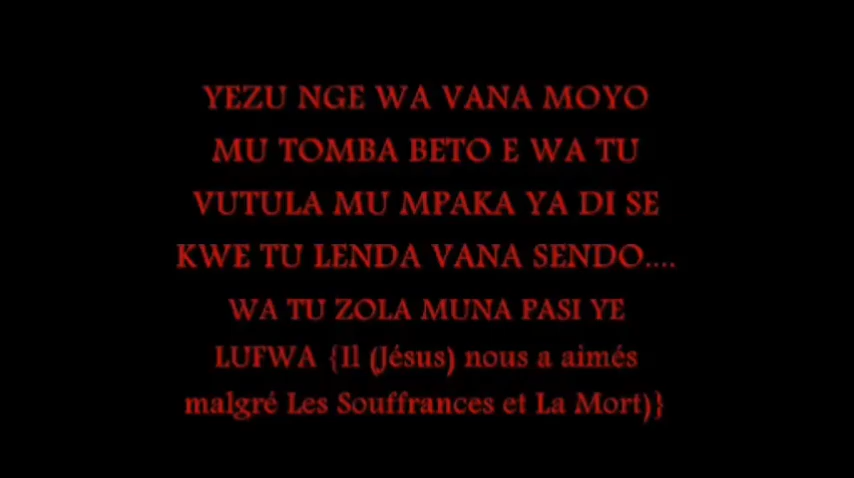 YEZU NGE WA VANA MOYO
MU TOMBA BETO E WA TU
VUTULA MU MPAKA YA DI SE
KWE TU LENDA VANA SENDO....
WA TU ZOLA MUNA PASI YE
LUFWA {Il (Jésus) nous a aimés
malgré Les Souffrances et La Mort)}